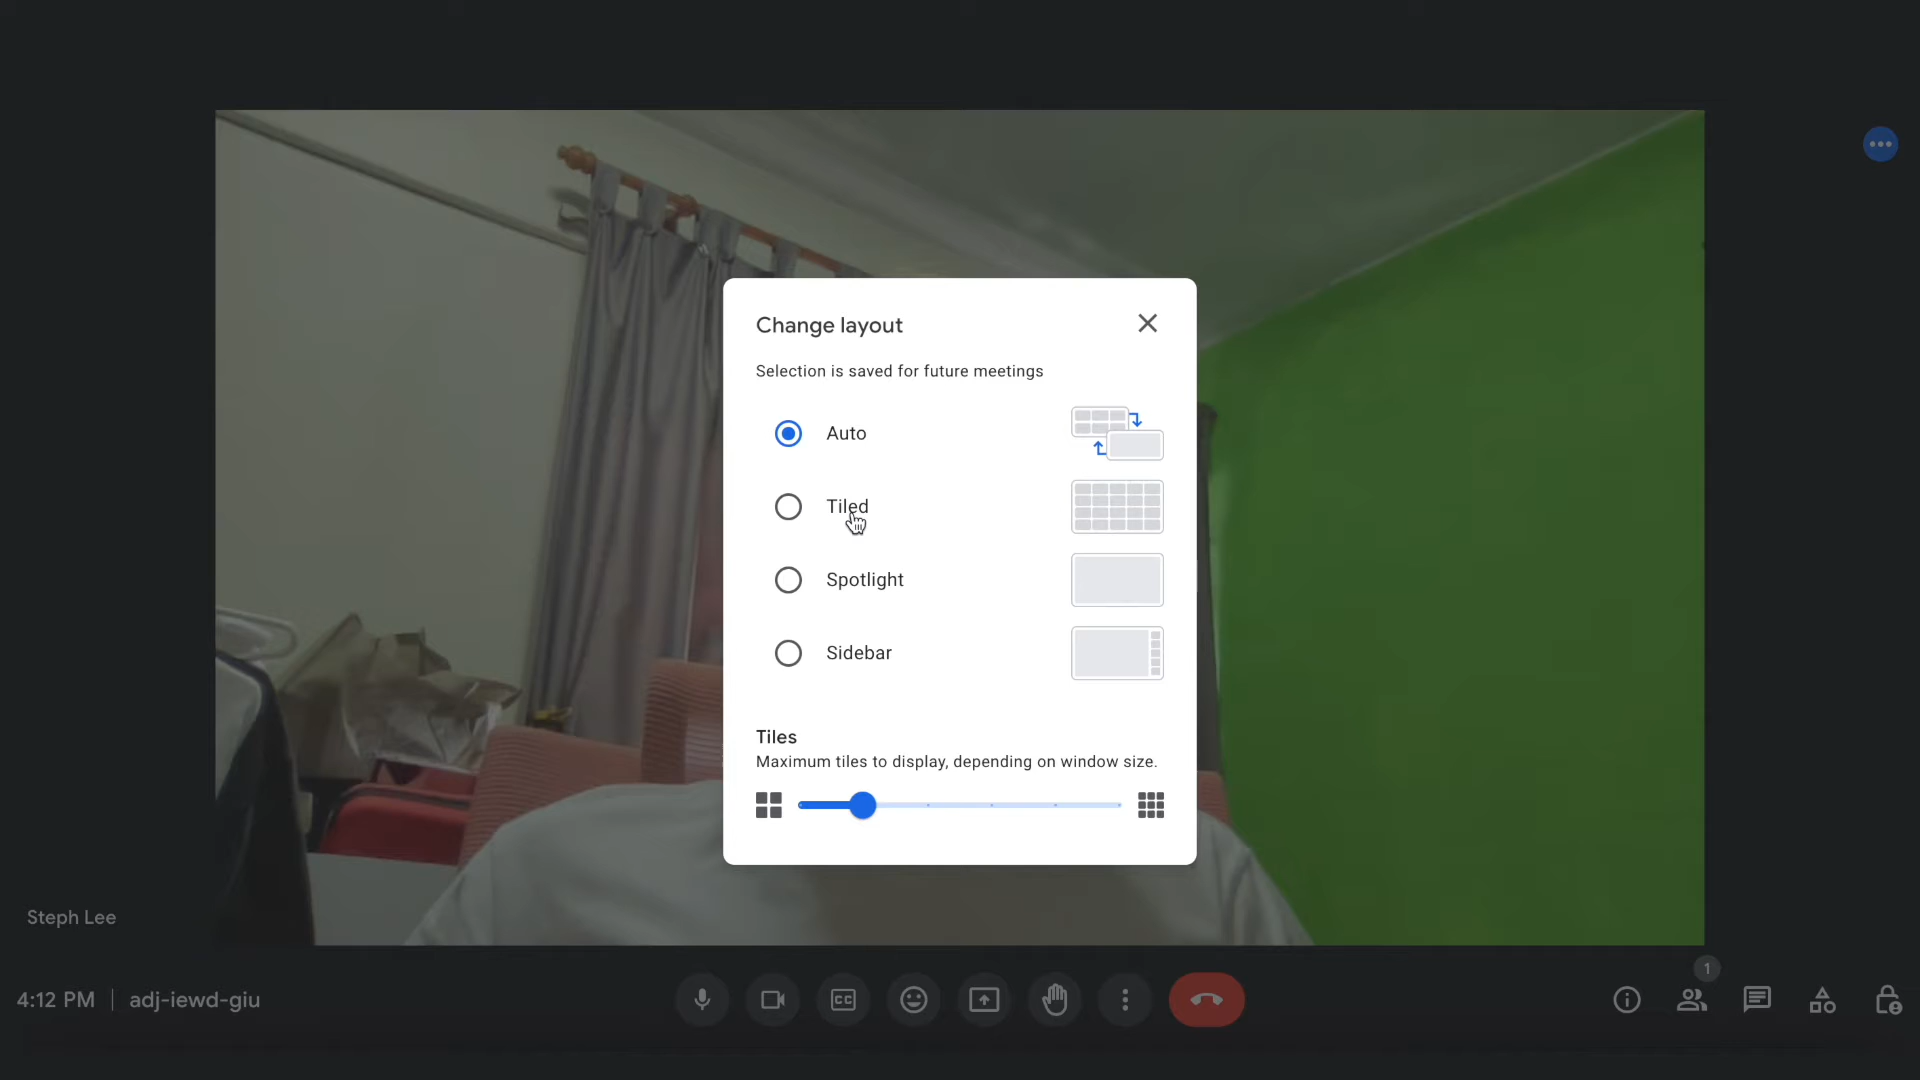 Change layout
Selection is saved for future meetings
Auto
Tiled
Spotlight
Sidebar
Tiles
Maximum tiles to display, depending on window size.
Steph Lee
4:12 PM | adj-iewd-giu
CC
1